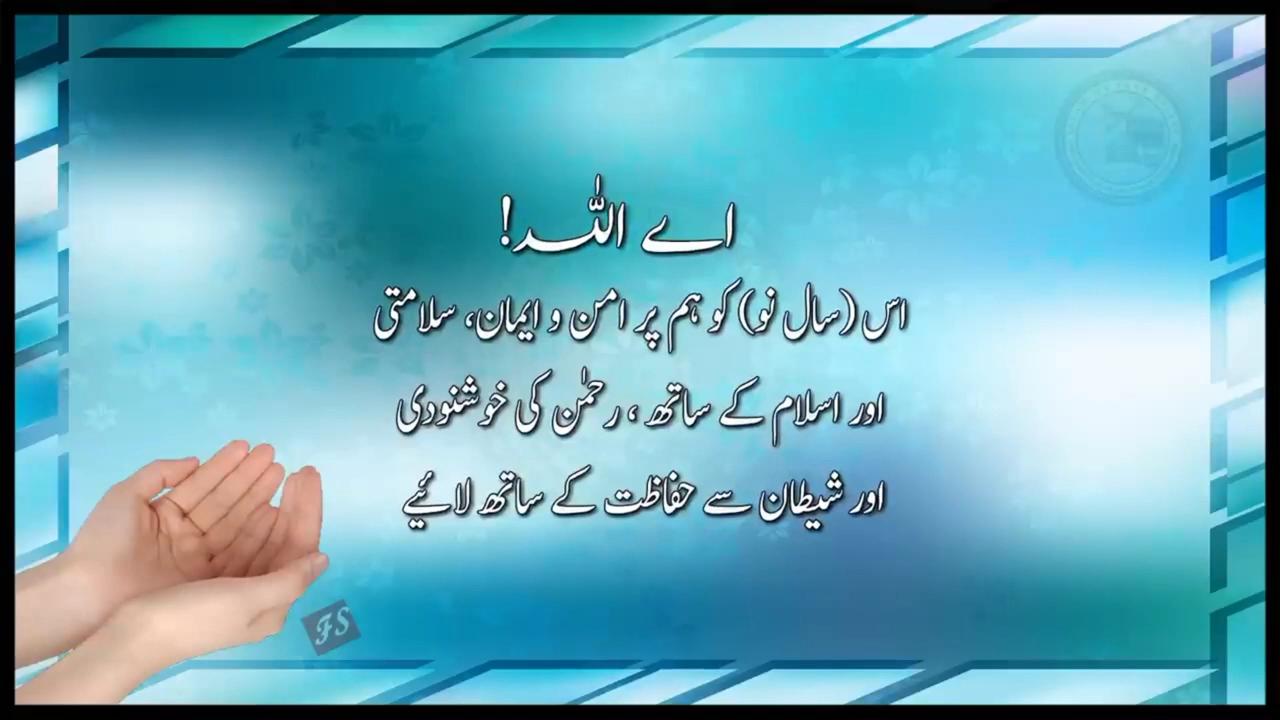 اے اللہ!
اس (سال نو) کو ہم پر امن و ایمان، سلامتی
اور اسلام کے ساتھ، رحمٰن کی خوشنودی
اور شیطان سے حفاظت کے ساتھ لائیے
FS